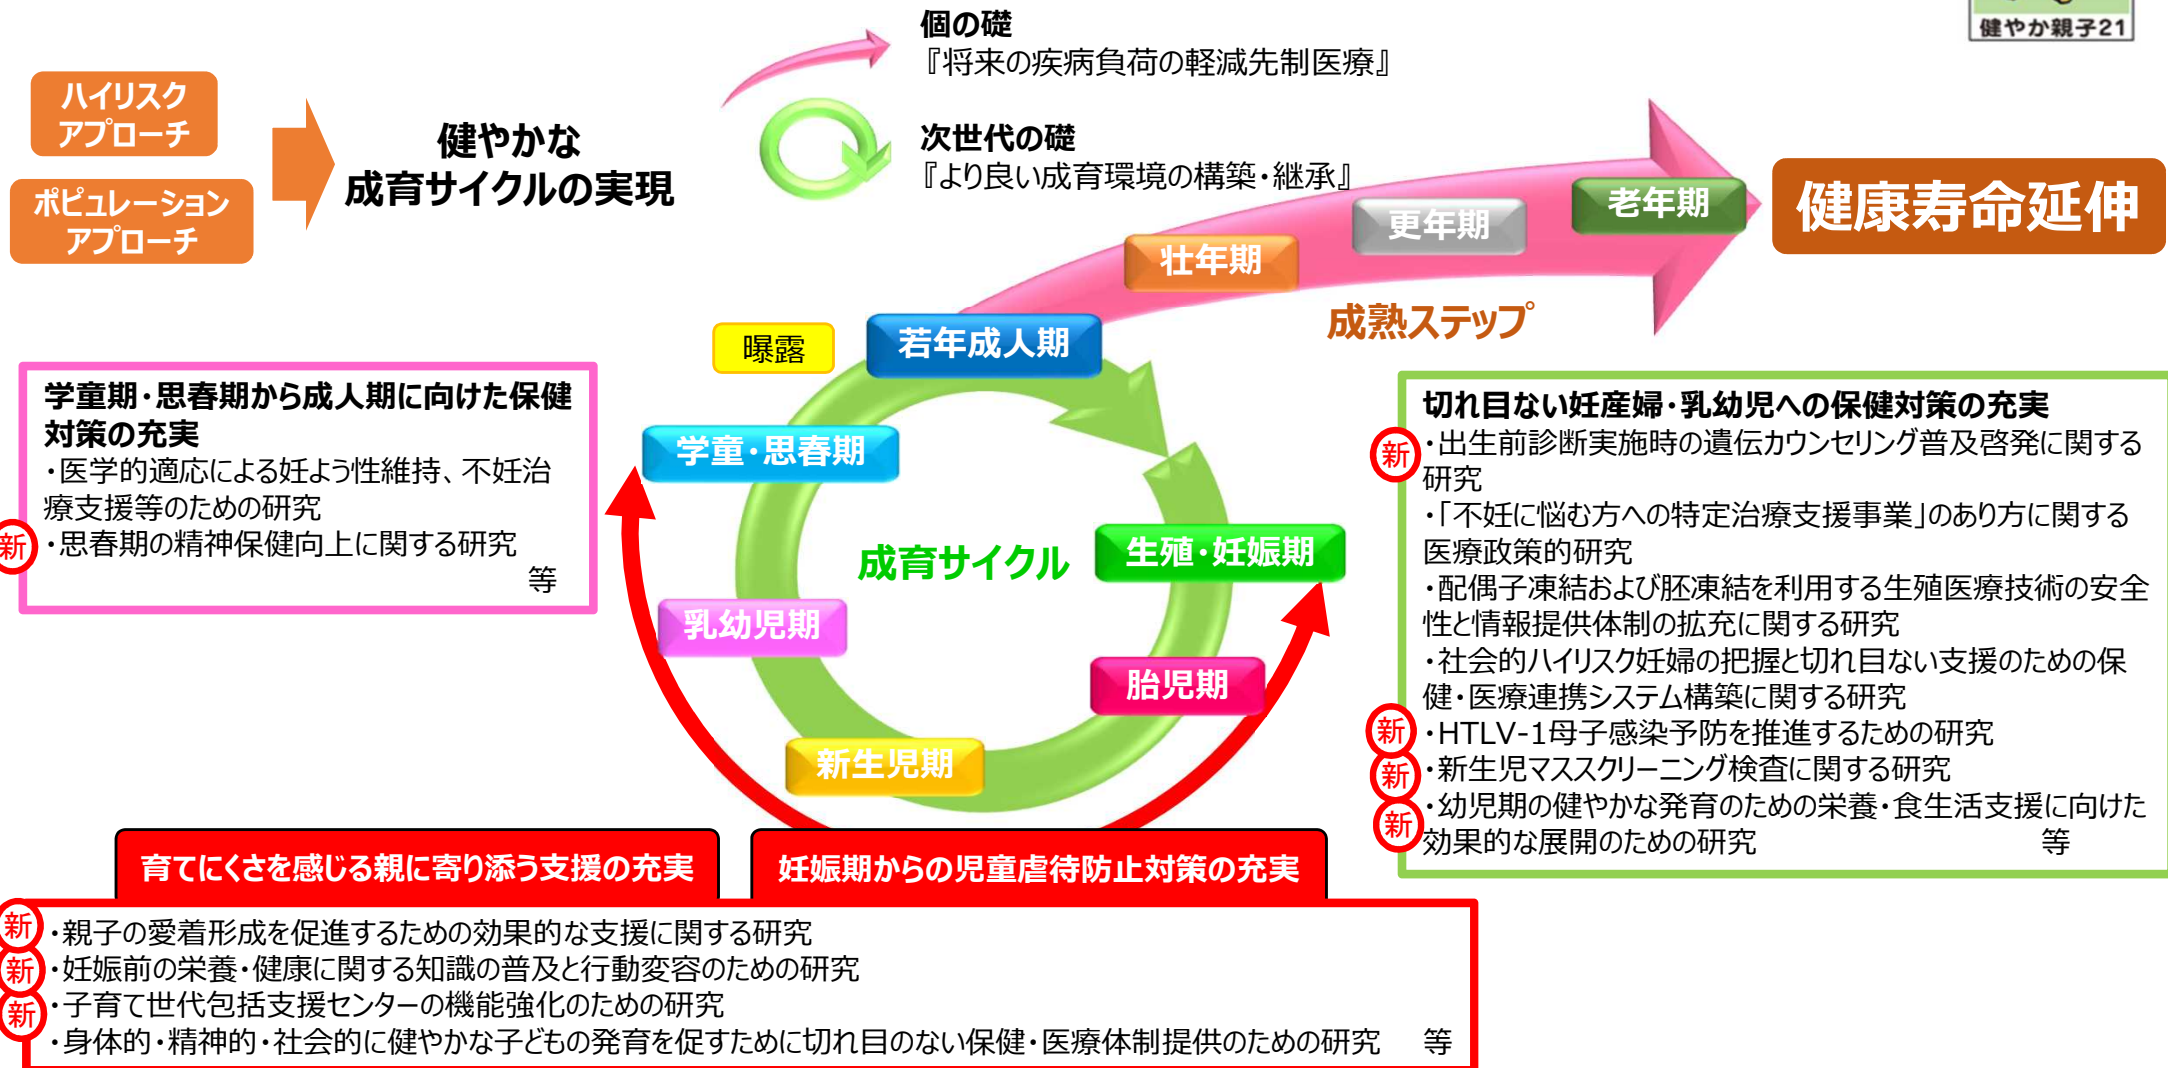 健やか親子21
個の礎
『将来の疾病負荷の軽減先制医療』
次世代の礎
『より良い成育環境の構築・継承』
ハイリスク
アプローチ
ポピュレーション
アプローチ
健やかな
成育サイクルの実現
健康寿命延伸
老年期
更年期
壮年期
成熟ステップ
若年成人期
曝露
学童・思春期
成育サイクル
生殖・妊娠期
乳幼児期
胎児期
新生児期
学童期・思春期から成人期に向けた保健
対策の充実
・医学的適応による妊よう性維持、不妊治
療支援等のための研究
新 ・思春期の精神保健向上に関する研究
等
切れ目ない妊産婦・乳幼児への保健対策の充実
新 ・出生前診断実施時の遺伝カウンセリング普及啓発に関する
研究
・「不妊に悩む方への特定治療支援事業」のあり方に関する
医療政策的研究
・配偶子凍結および胚凍結を利用する生殖医療技術の安全
性と情報提供体制の拡充に関する研究
・社会的ハイリスク妊婦の把握と切れ目ない支援のための保
健・医療連携システム構築に関する研究
新 ・HTLV-1母子感染予防を推進するための研究
新 ・新生児マススクリーニング検査に関する研究
新 ・幼児期の健やかな発育のための栄養・食生活支援に向けた
効果的な展開のための研究 等
育てにくさを感じる親に寄り添う支援の充実
妊娠期からの児童虐待防止対策の充実
新 ・親子の愛着形成を促進するための効果的な支援に関する研究
新 ・妊娠前の栄養・健康に関する知識の普及と行動変容のための研究
新 ・子育て世代包括支援センターの機能強化のための研究
・身体的・精神的・社会的に健やかな子どもの発育を促すために切れ目のない保健・医療体制提供のための研究 等